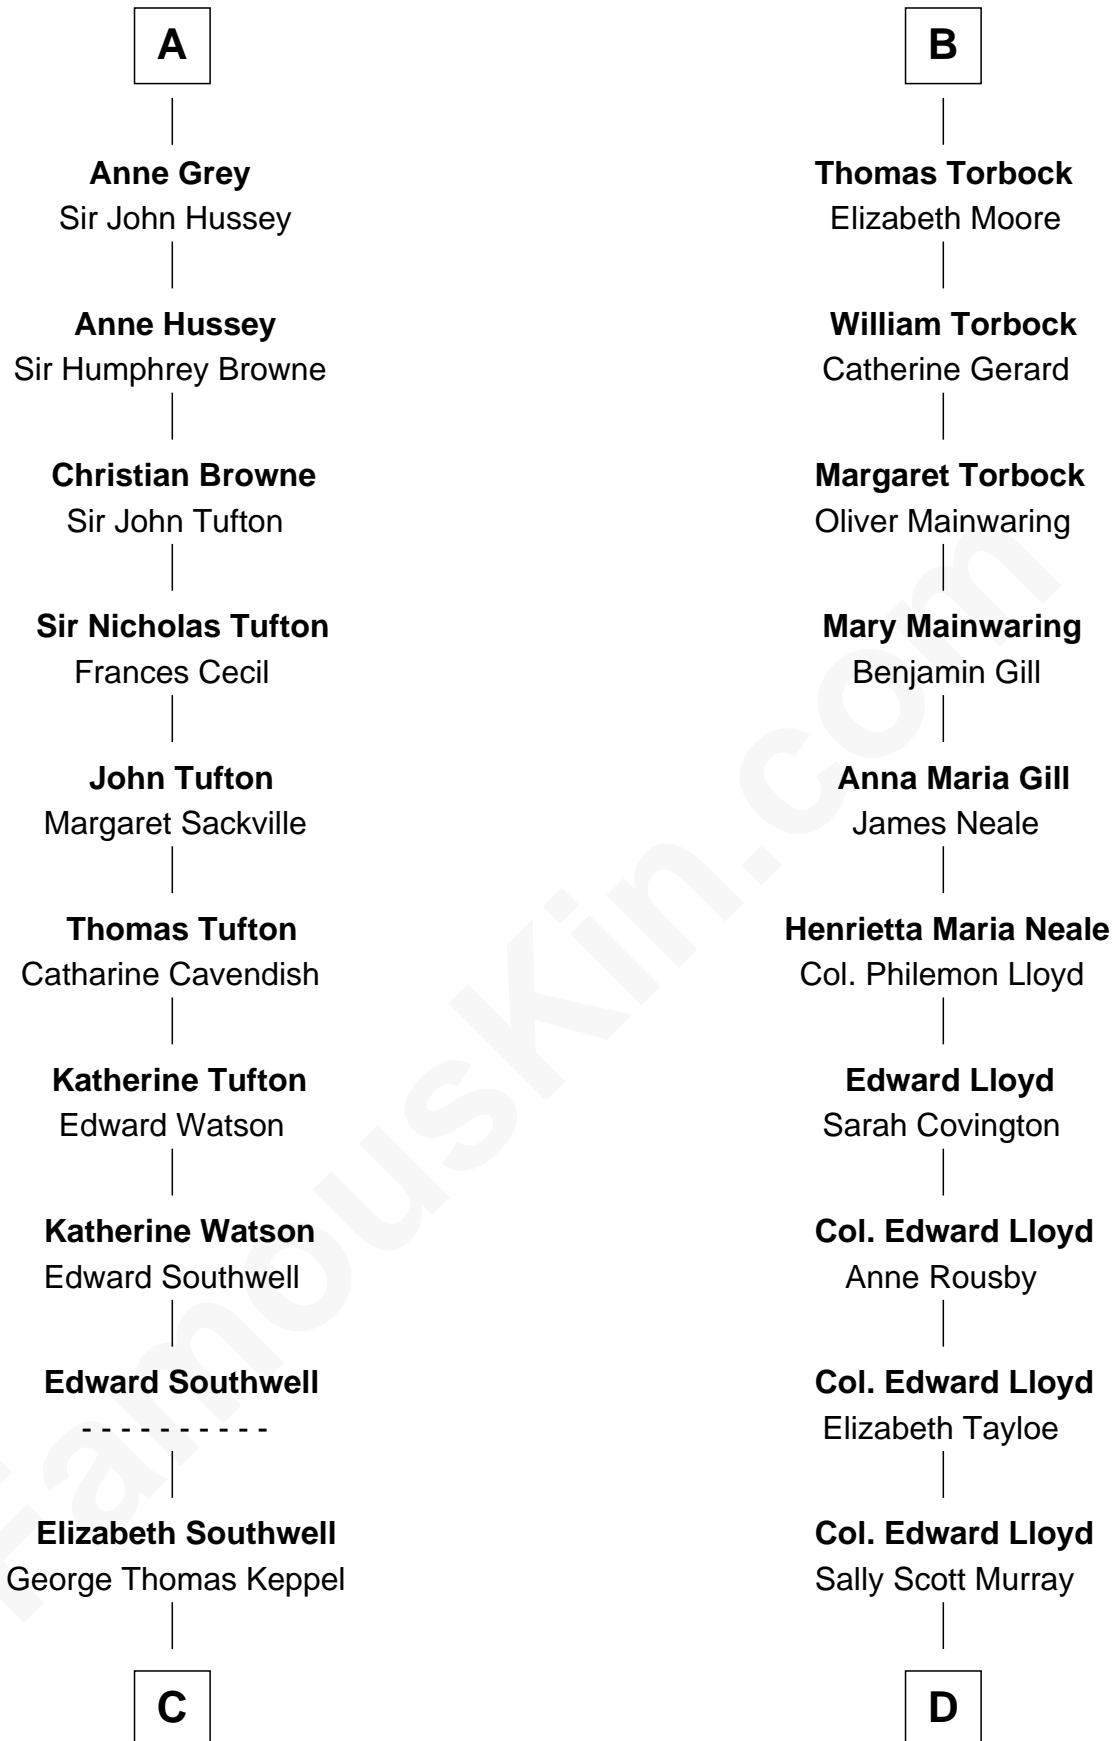 A
Anne Grey
Sir John Hussey
Anne Hussey
Sir Humphrey Browne
Christian Browne
Sir John Tufton
Sir Nicholas Tufton
Frances Cecil
John Tufton
Margaret Sackville
Thomas Tufton
Catharine Cavendish
Katherine Tufton
Edward Watson
Katherine Watson
Edward Southwell
Edward Southwell
- - - - - - - - - -
Elizabeth Southwell
George Thomas Keppel
C
B
Thomas Torbock
Elizabeth Moore
William Torbock
Catherine Gerard
Margaret Torbock
Oliver Mainwaring
Mary Mainwaring
Benjamin Gill
Anna Maria Gill
James Neale
Henrietta Maria Neale
Col. Philemon Lloyd
Edward Lloyd
Sarah Covington
Col. Edward Lloyd
Anne Rousby
Col. Edward Lloyd
Elizabeth Tayloe
Col. Edward Lloyd
Sally Scott Murray
D
FamousKin.com